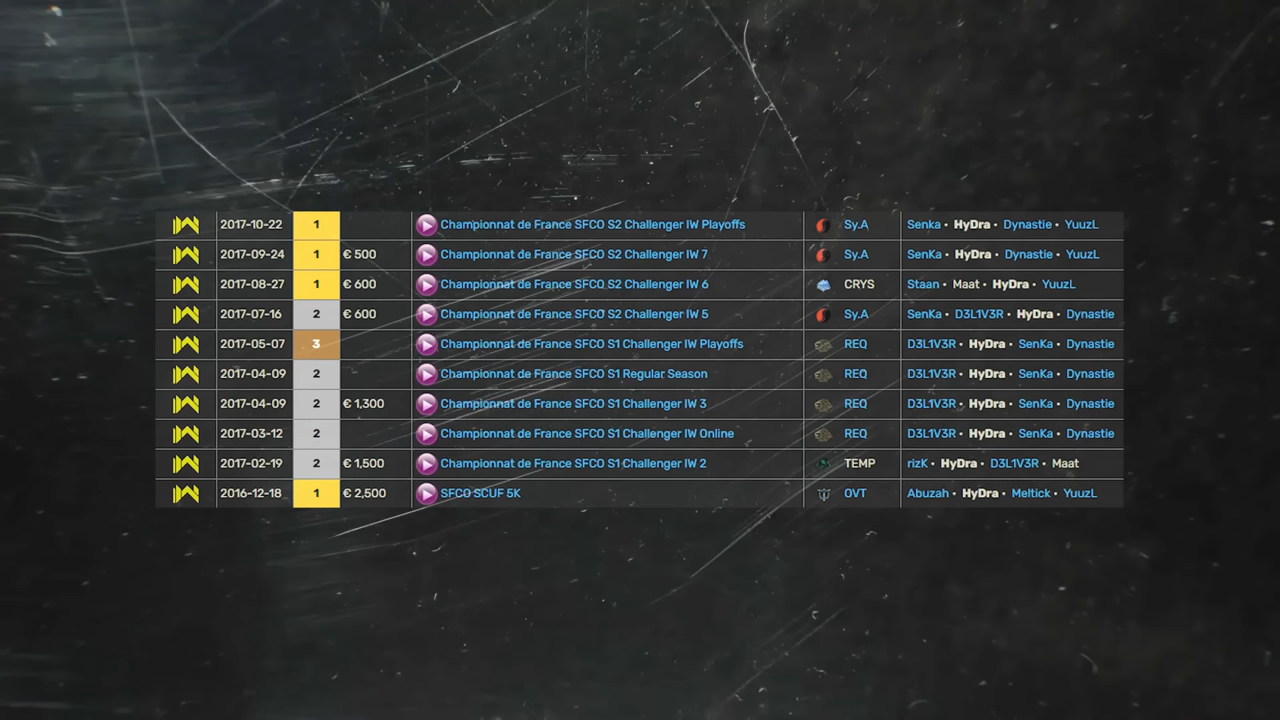 2017-10-22 1 Championnat de France SFCO S2 Challenger IW Playoffs Sy.A Senka • HyDra • Dynastie • YuuzL
2017-09-24 1 € 500 Championnat de France SFCO S2 Challenger IW 7 Sy.A SenKa • HyDra • Dynastie • YuuzL
2017-08-27 1 € 600 Championnat de France SFCO S2 Challenger IW 6 CRYS Staan • Maat • HyDra • YuuzL
2017-07-16 2 € 600 Championnat de France SFCO S2 Challenger IW 5 Sy.A SenKa • D3L1V3R • HyDra • Dynastie
2017-05-07 3 Championnat de France SFCO S1 Challenger IW Playoffs REQ D3L1V3R • HyDra • SenKa • Dynastie
2017-04-09 2 Championnat de France SFCO S1 Regular Season REQ D3L1V3R • HyDra • SenKa • Dynastie
2017-04-09 2 € 1,300 Championnat de France SFCO S1 Challenger IW 3 REQ D3L1V3R • HyDra • SenKa • Dynastie
2017-03-12 2 Championnat de France SFCO S1 Challenger IW Online REQ D3L1V3R • HyDra • SenKa • Dynastie
2017-02-19 2 € 1,500 Championnat de France SFCO S1 Challenger IW 2 TEMP rizK • HyDra • D3L1V3R • Maat
2016-12-18 1 € 2,500 SFCO SCUF 5K OVT Abuzah • HyDra • Meltick • YuuzL